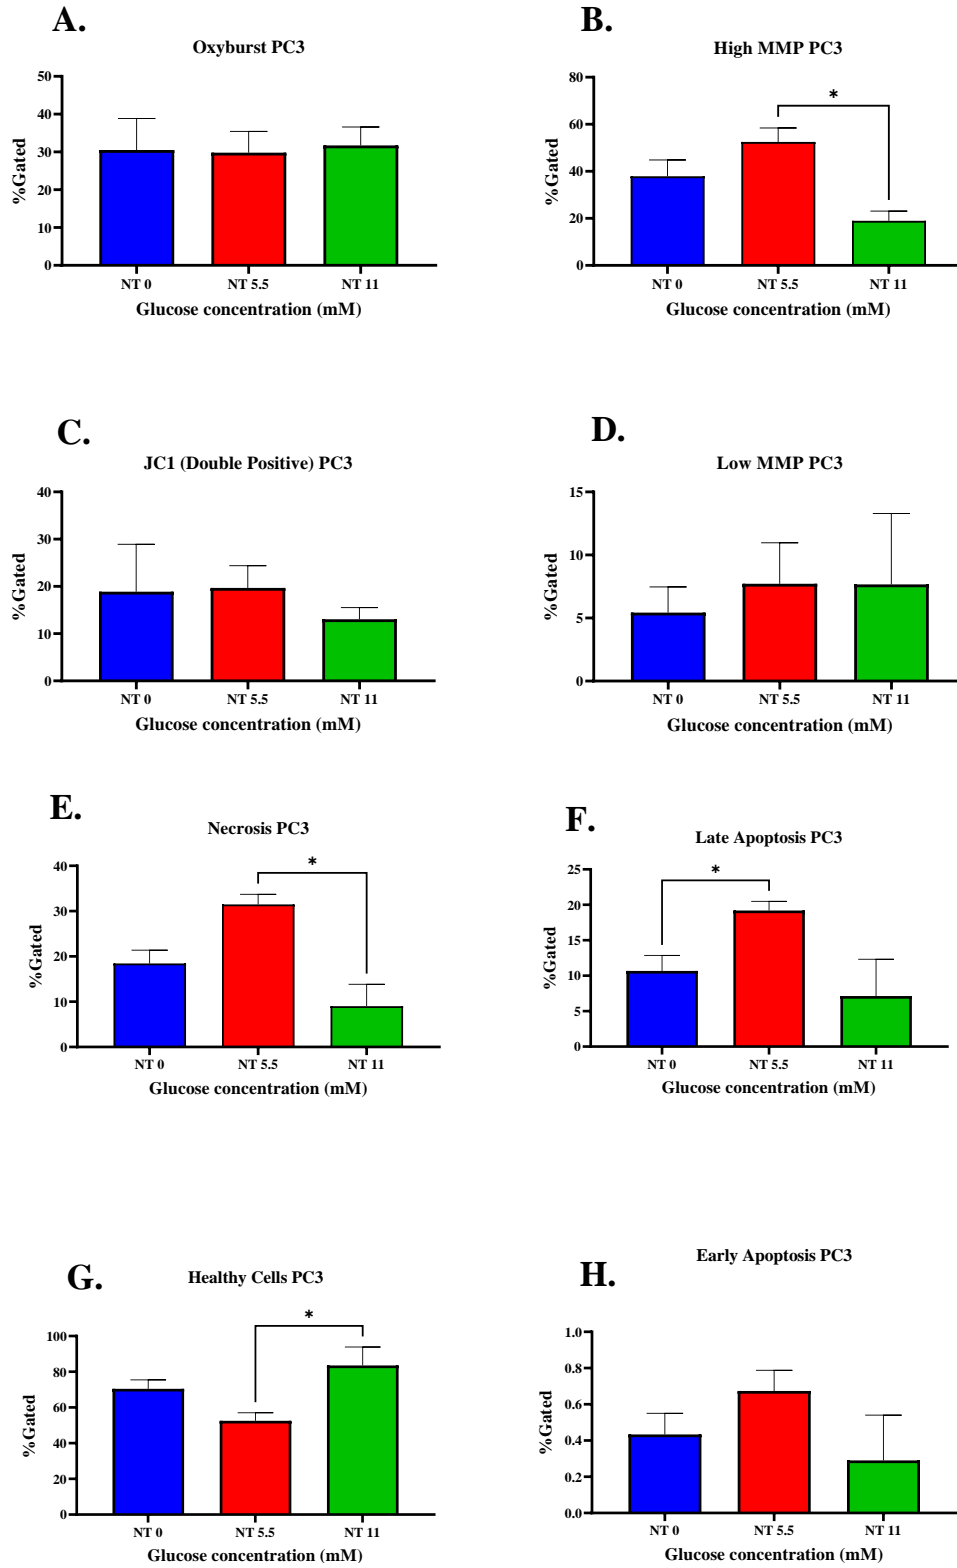 A.
Oxyburst PC3
50
40
30
20
10
0
%Gated
NT 0 NT 5.5 NT 11
Glucose concentration (mM)
B.
High MMP PC3
80
60
40
20
0
%Gated
*
NT 0 NT 5.5 NT 11
Glucose concentration (mM)
C.
JC1 (Double Positive) PC3
40
30
20
10
0
%Gated
NT 0 NT 5.5 NT 11
Glucose concentration (mM)
D.
Low MMP PC3
15
10
5
0
%Gated
NT 0 NT 5.5 NT 11
Glucose concentration (mM)
E.
Necrosis PC3
40
30
20
10
0
%Gated
*
NT 0 NT 5.5 NT 11
Glucose concentration (mM)
F.
Late Apoptosis PC3
25
20
15
10
5
0
%Gated
*
NT 0 NT 5.5 NT 11
Glucose concentration (mM)
G.
Healthy Cells PC3
100
80
60
40
20
0
%Gated
*
NT 0 NT 5.5 NT 11
Glucose concentration (mM)
H.
Early Apoptosis PC3
1.0
0.8
0.6
0.4
0.2
0.0
%Gated
NT 0 NT 5.5 NT 11
Glucose concentration (mM)